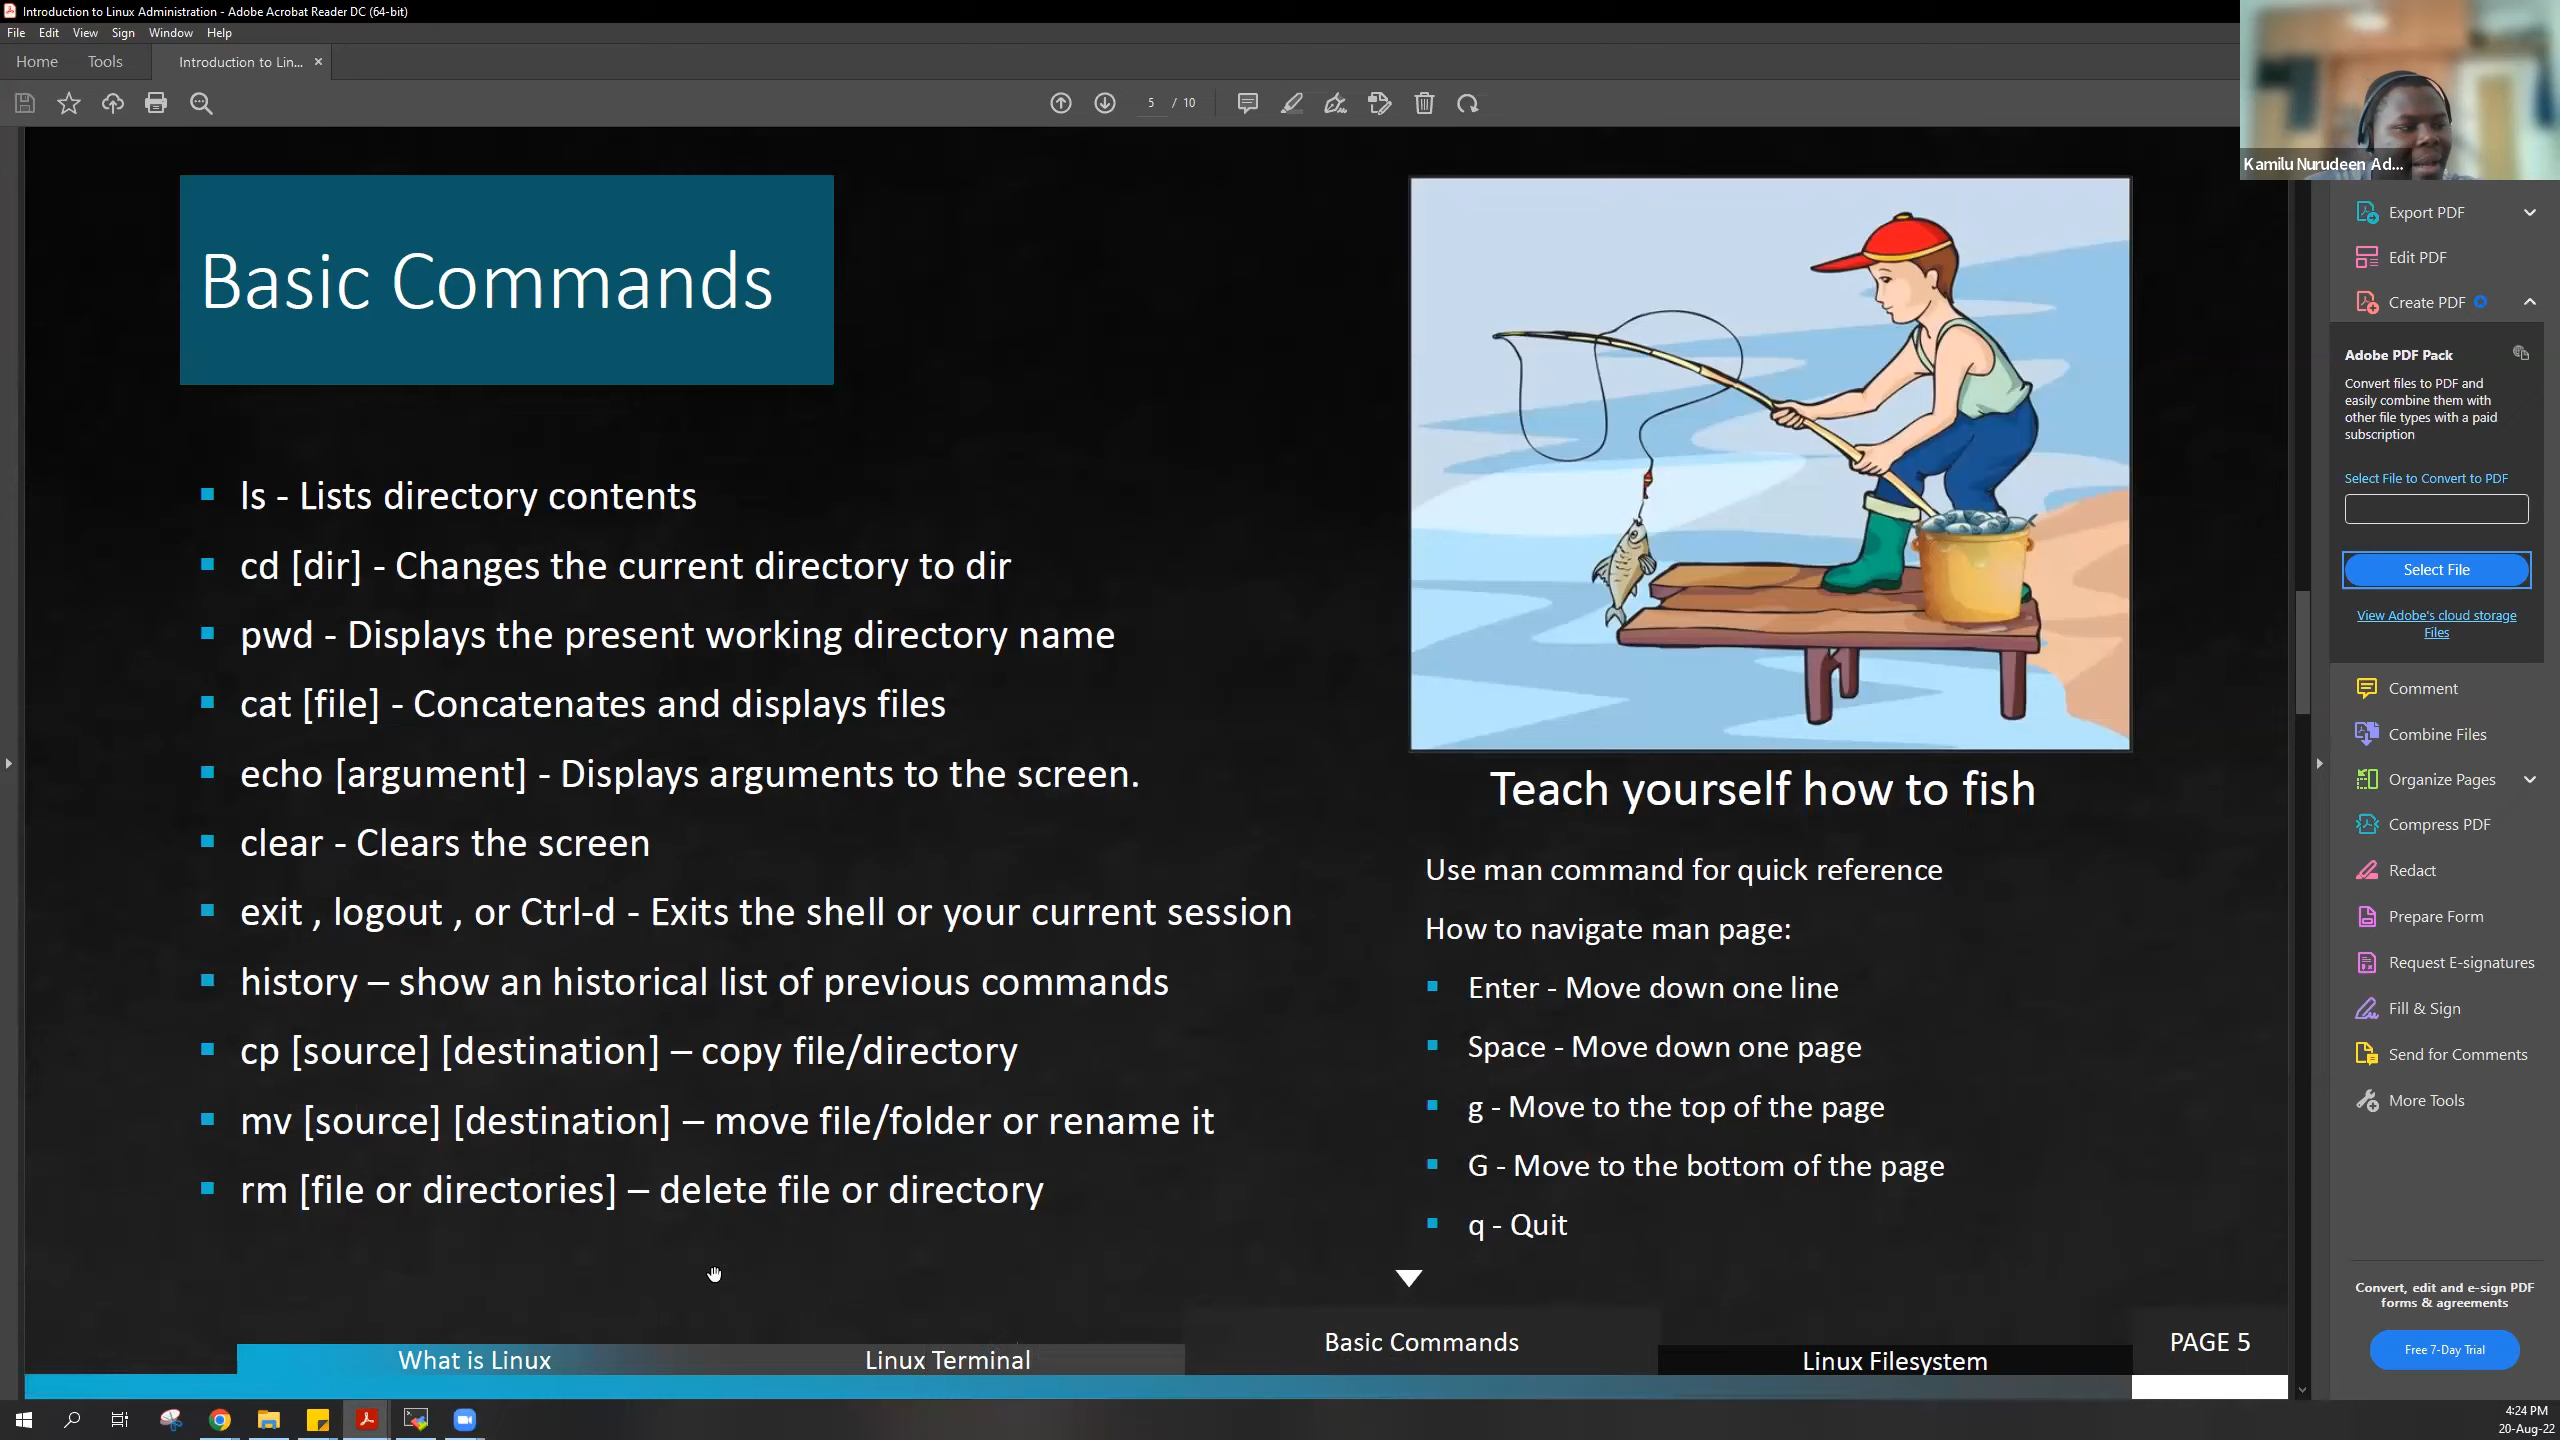 Introduction to Linux Administration - Adobe Acrobat Reader DC (64-bit)
File Edit View Sign Window Help
Home Tools Introduction to Lin... ×
5 / 10
Kamilu Nurudeen Ad...
Basic Commands
ls - Lists directory contents
cd [dir] - Changes the current directory to dir
pwd - Displays the present working directory name
cat [file] - Concatenates and displays files
echo [argument] - Displays arguments to the screen.
clear - Clears the screen
exit , logout , or Ctrl-d - Exits the shell or your current session
history – show an historical list of previous commands
cp [source] [destination] – copy file/directory
mv [source] [destination] – move file/folder or rename it
rm [file or directories] – delete file or directory
Teach yourself how to fish
Use man command for quick reference
How to navigate man page:
Enter - Move down one line
Space - Move down one page
g - Move to the top of the page
G - Move to the bottom of the page
q - Quit
What is Linux
Linux Terminal
Basic Commands
Linux Filesystem
PAGE 5
Export PDF
Edit PDF
Create PDF
Adobe PDF Pack
Convert files to PDF and
easily combine them with
other file types with a paid
subscription
Select File to Convert to PDF
Select File
View Adobe's cloud storage
Files
Comment
Combine Files
Organize Pages
Compress PDF
Redact
Prepare Form
Request E-signatures
Fill & Sign
Send for Comments
More Tools
Convert, edit and e-sign PDF
forms & agreements
Free 7-Day Trial
4:24 PM
20-Aug-22